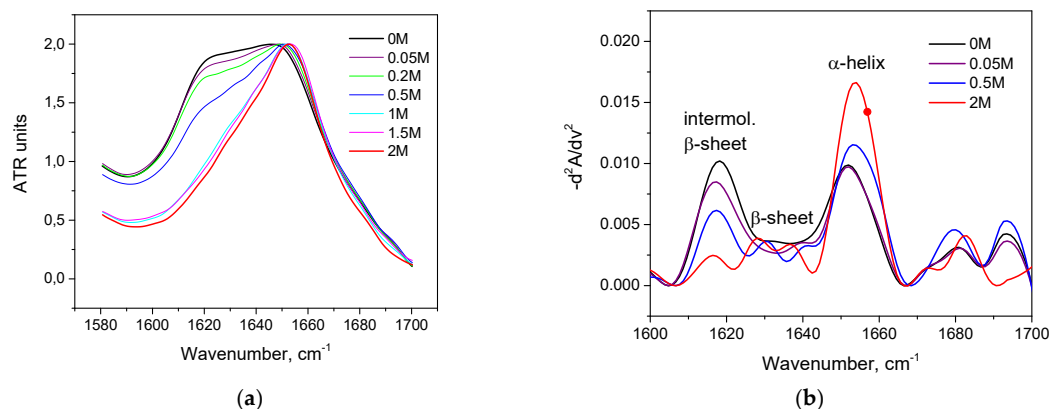 2,0
1,5
1,0
0,5
0,0
ATR units
0M
0.05M
0.2M
0.5M
1M
1.5M
2M
1580 1600 1620 1640 1660 1680 1700
Wavenumber, cm-1
(a)
0.020
0.015
0.010
0.005
0.000
-d²A/dv²
intermol.
β-sheet
β-sheet
α-helix
0M
0.05M
0.5M
2M
1600 1620 1640 1660 1680 1700
Wavenumber, cm-1
(b)